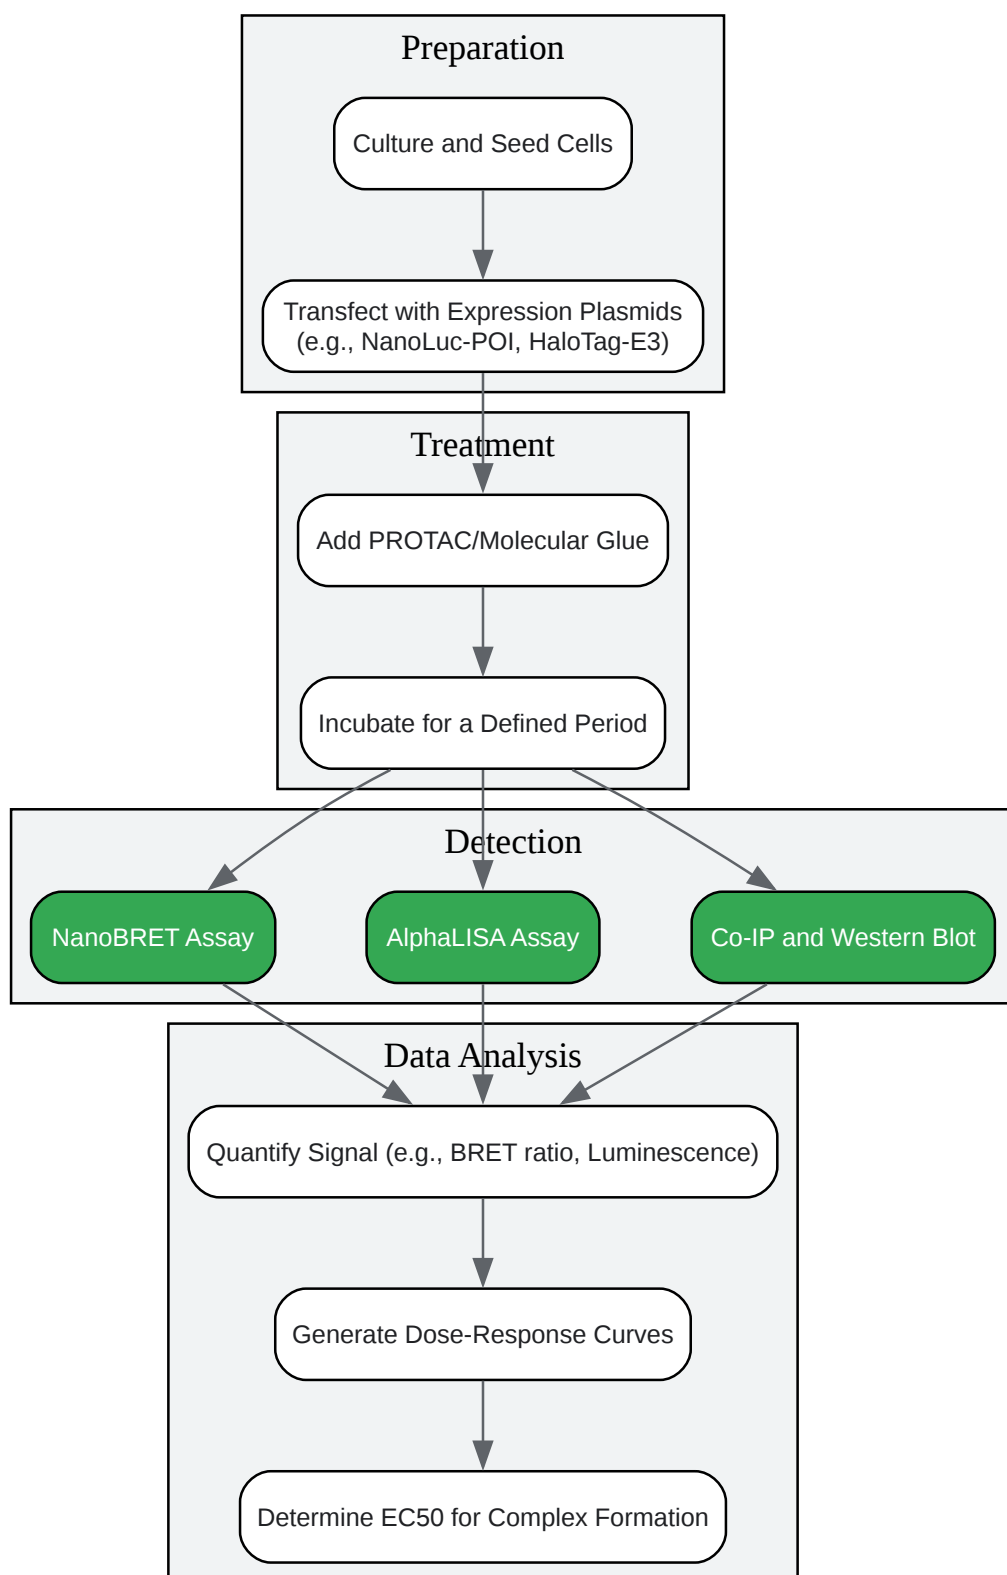 Preparation
Culture and Seed Cells
Transfect with Expression Plasmids
(e.g., NanoLuc-POI, HaloTag-E3)
Treatment
Add PROTAC/Molecular Glue
Incubate for a Defined Period
Detection
NanoBRET Assay
AlphaLISA Assay
Co-IP and Western Blot
Data Analysis
Quantify Signal (e.g., BRET ratio, Luminescence)
Generate Dose-Response Curves
Determine EC50 for Complex Formation